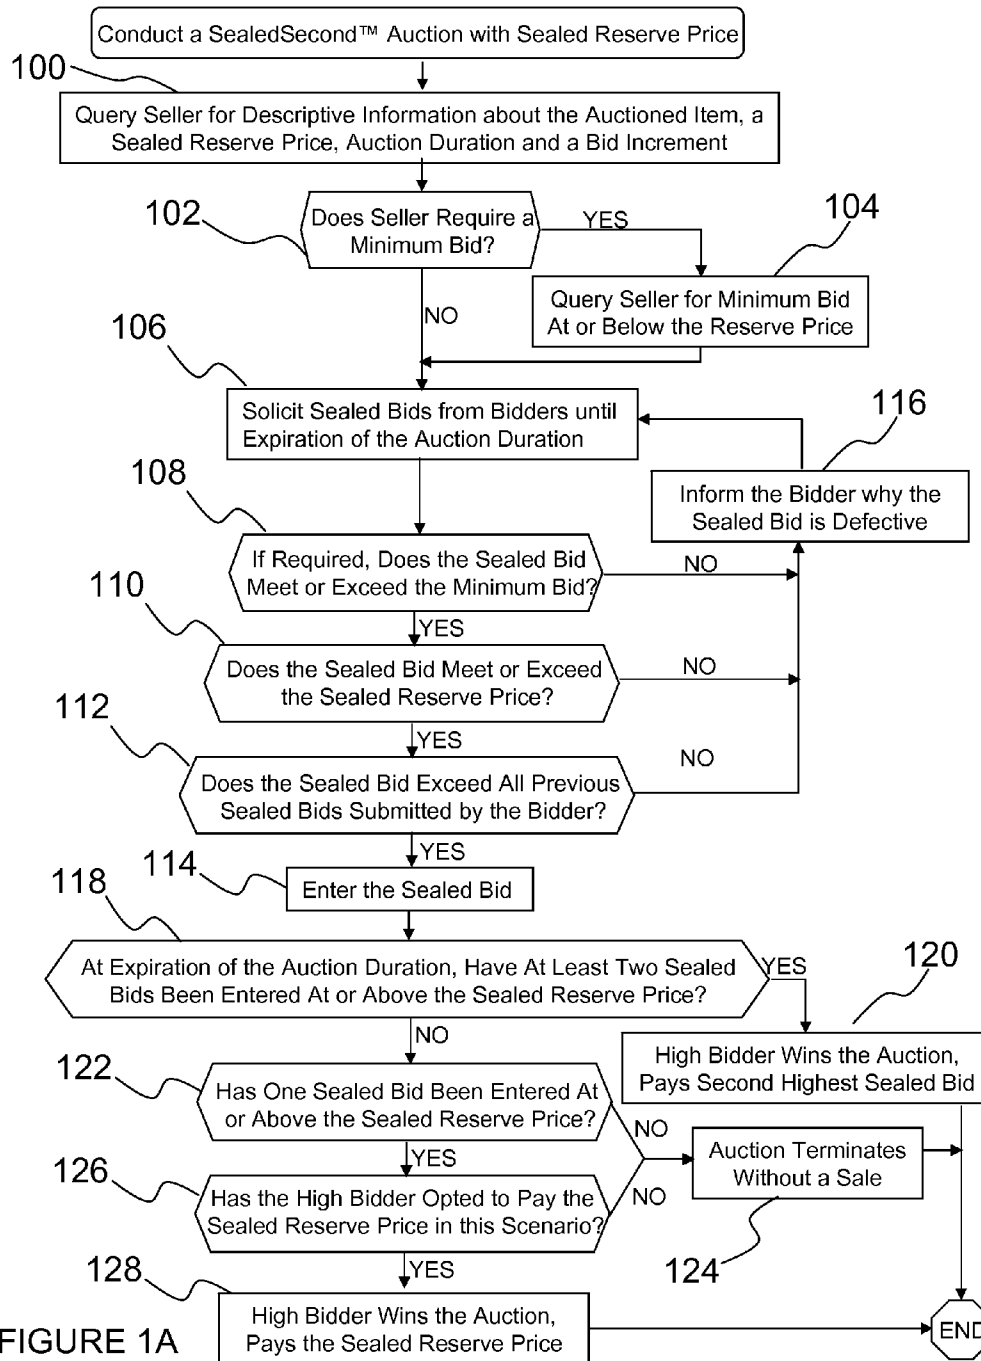 Conduct a SealedSecond™ Auction with Sealed Reserve Price
100
Query Seller for Descriptive Information about the Auctioned Item, a
Sealed Reserve Price, Auction Duration and a Bid Increment
102
Does Seller Require a
Minimum Bid?
YES
104
Query Seller for Minimum Bid
At or Below the Reserve Price
NO
106
Solicit Sealed Bids from Bidders until
Expiration of the Auction Duration
116
Inform the Bidder why the
Sealed Bid is Defective
108
If Required, Does the Sealed Bid
Meet or Exceed the Minimum Bid?
NO
YES
110
Does the Sealed Bid Meet or Exceed
the Sealed Reserve Price?
NO
YES
112
Does the Sealed Bid Exceed All Previous
Sealed Bids Submitted by the Bidder?
NO
YES
114
Enter the Sealed Bid
118
At Expiration of the Auction Duration, Have At Least Two Sealed
Bids Been Entered At or Above the Sealed Reserve Price?
YES
120
High Bidder Wins the Auction,
Pays Second Highest Sealed Bid
NO
122
Has One Sealed Bid Been Entered At
or Above the Sealed Reserve Price?
NO
Auction Terminates
Without a Sale
124
YES
126
Has the High Bidder Opted to Pay the
Sealed Reserve Price in this Scenario?
NO
YES
128
High Bidder Wins the Auction,
Pays the Sealed Reserve Price
END
FIGURE 1A